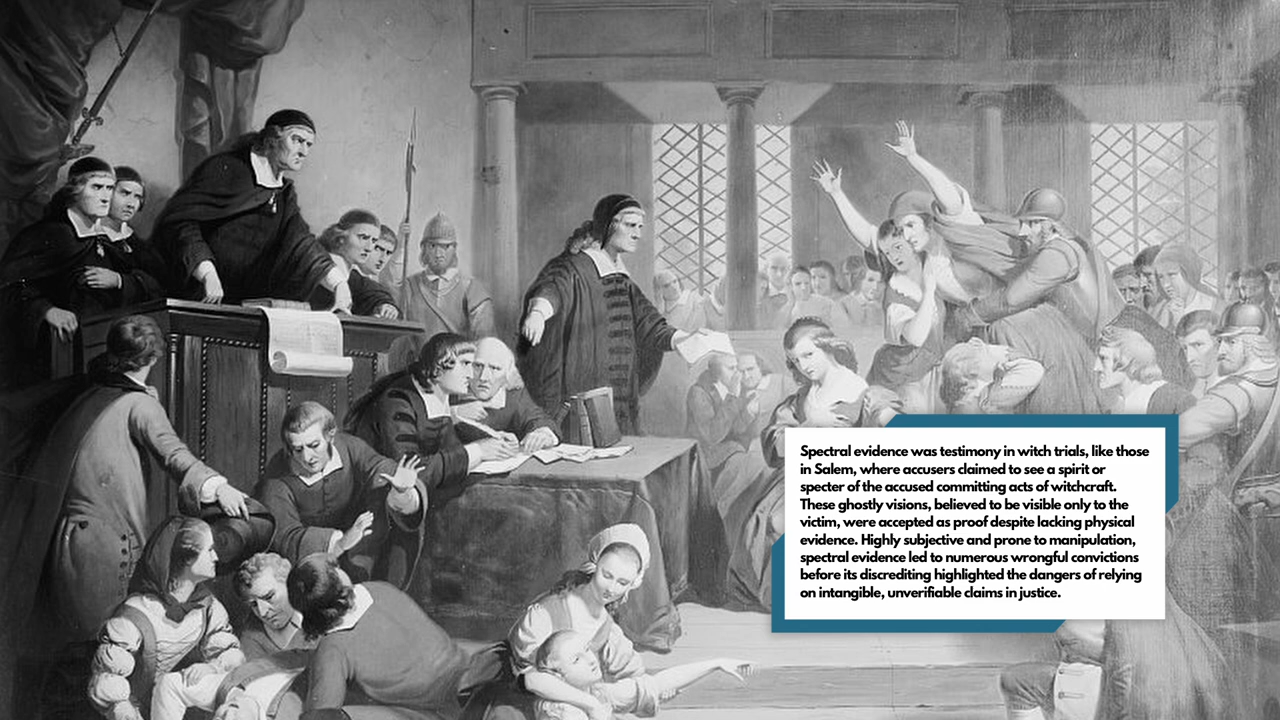 Spectral evidence was testimony in witch trials, like those
in Salem, where accusers claimed to see a spirit or
specter of the accused committing acts of witchcraft.
These ghostly visions, believed to be visible only to the
victim, were accepted as proof despite lacking physical
evidence. Highly subjective and prone to manipulation,
spectral evidence led to numerous wrongful convictions
before its discrediting highlighted the dangers of relying
on intangible, unverifiable claims in justice.